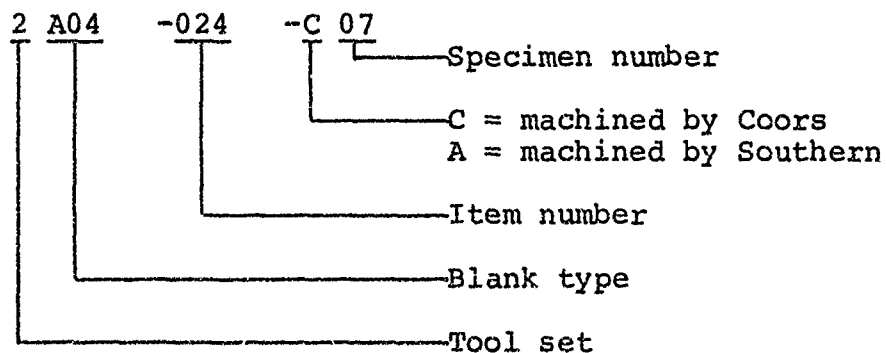 2 A04 -024 -C 07
Specimen number
C = machined by Coors
A = machined by Southern
Item number
Blank type
Tool set